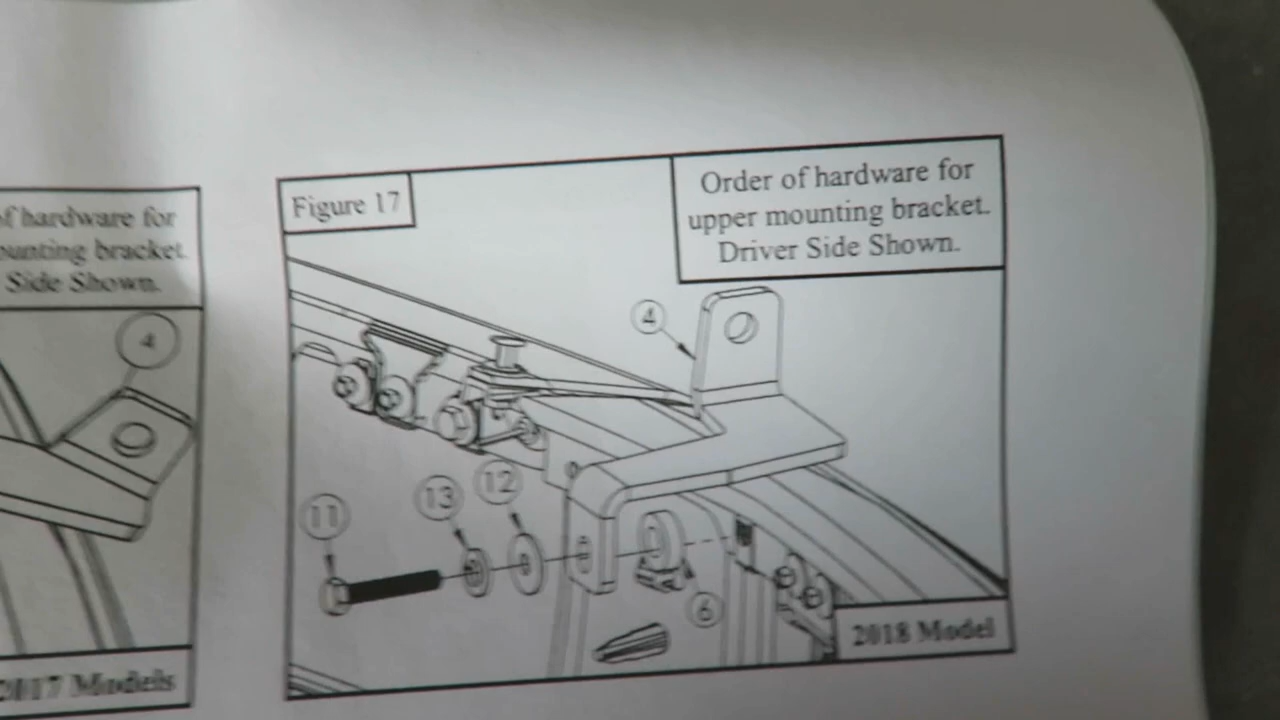 f hardware for
ounting bracket.
Side Shown.
4
2017 Models
Figure 17
Order of hardware for
upper mounting bracket.
Driver Side Shown.
4
12
13
11
6
2018 Model